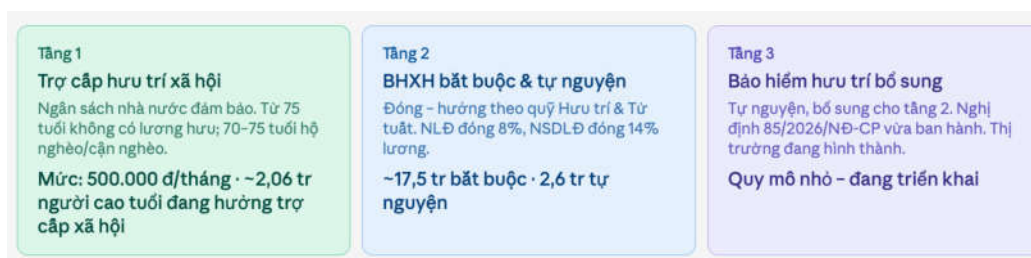 Tầng 1
Trợ cấp hưu trí xã hội
Ngân sách nhà nước đảm bảo. Từ 75
tuổi không có lương hưu; 70–75 tuổi hộ
nghèo/cận nghèo.
Mức: 500.000 đ/tháng · ~2,06 tr
người cao tuổi đang hưởng trợ
cấp xã hội
Tầng 2
BHXH bắt buộc & tự nguyện
Đóng – hưởng theo quỹ Hưu trí & Tử
tuất. NLĐ đóng 8%, NSDLĐ đóng 14%
lương.
~17,5 tr bắt buộc · 2,6 tr tự
nguyện
Tầng 3
Bảo hiểm hưu trí bổ sung
Tự nguyện, bổ sung cho tầng 2. Nghị
định 85/2026/NĐ-CP vừa ban hành. Thị
trường đang hình thành.
Quy mô nhỏ – đang triển khai